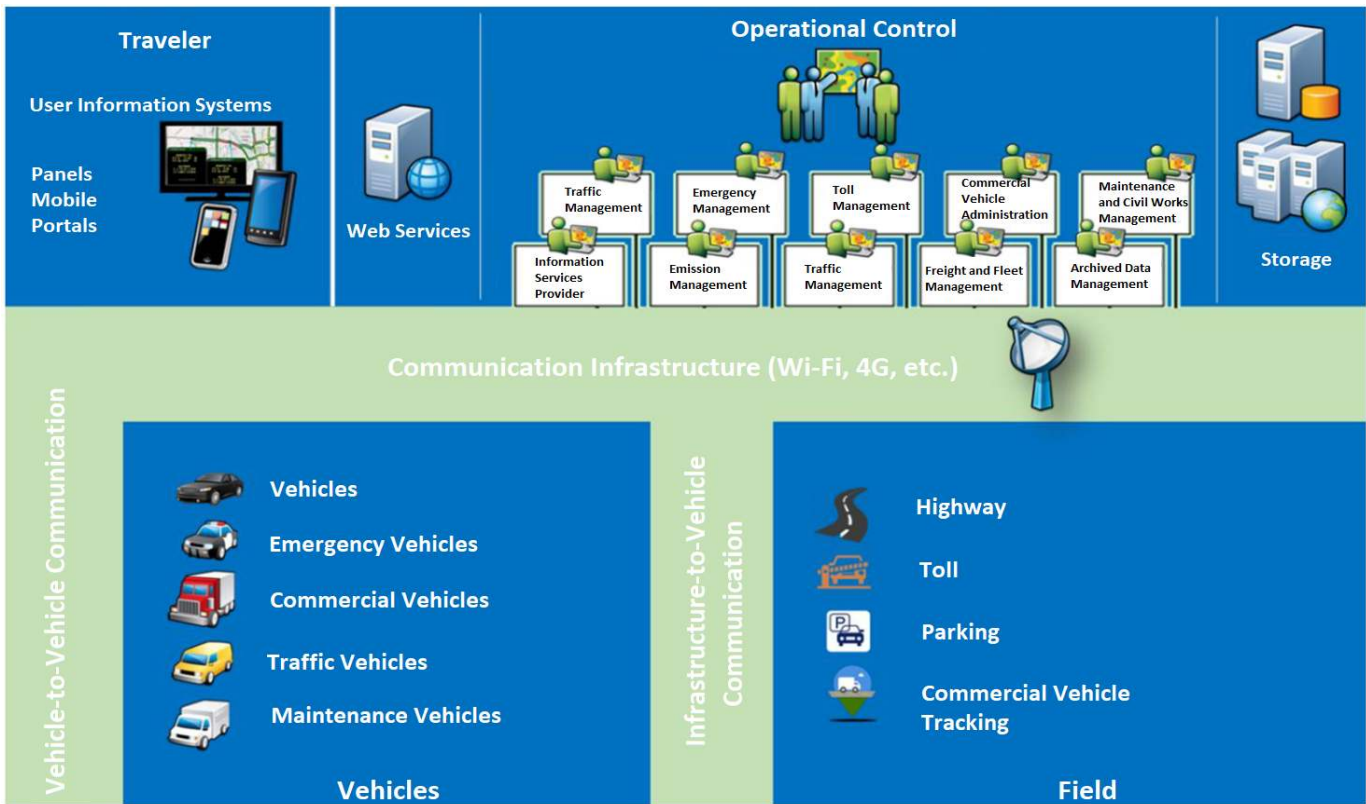 Traveler
User Information Systems
Panels
Mobile
Portals
Web Services
Operational Control
Traffic
Management
Emergency
Management
Toll
Management
Commercial
Vehicle
Administration
Maintenance
and Civil Works
Management
Information
Services
Provider
Emission
Management
Traffic
Management
Freight and Fleet
Management
Archived Data
Management
Storage
Communication Infrastructure (Wi-Fi, 4G, etc.)
Vehicle-to-Vehicle Communication
Vehicles
Emergency Vehicles
Commercial Vehicles
Traffic Vehicles
Maintenance Vehicles
Vehicles
Infrastructure-to-Vehicle
Communication
Highway
Toll
P
Parking
Commercial Vehicle
Tracking
Field